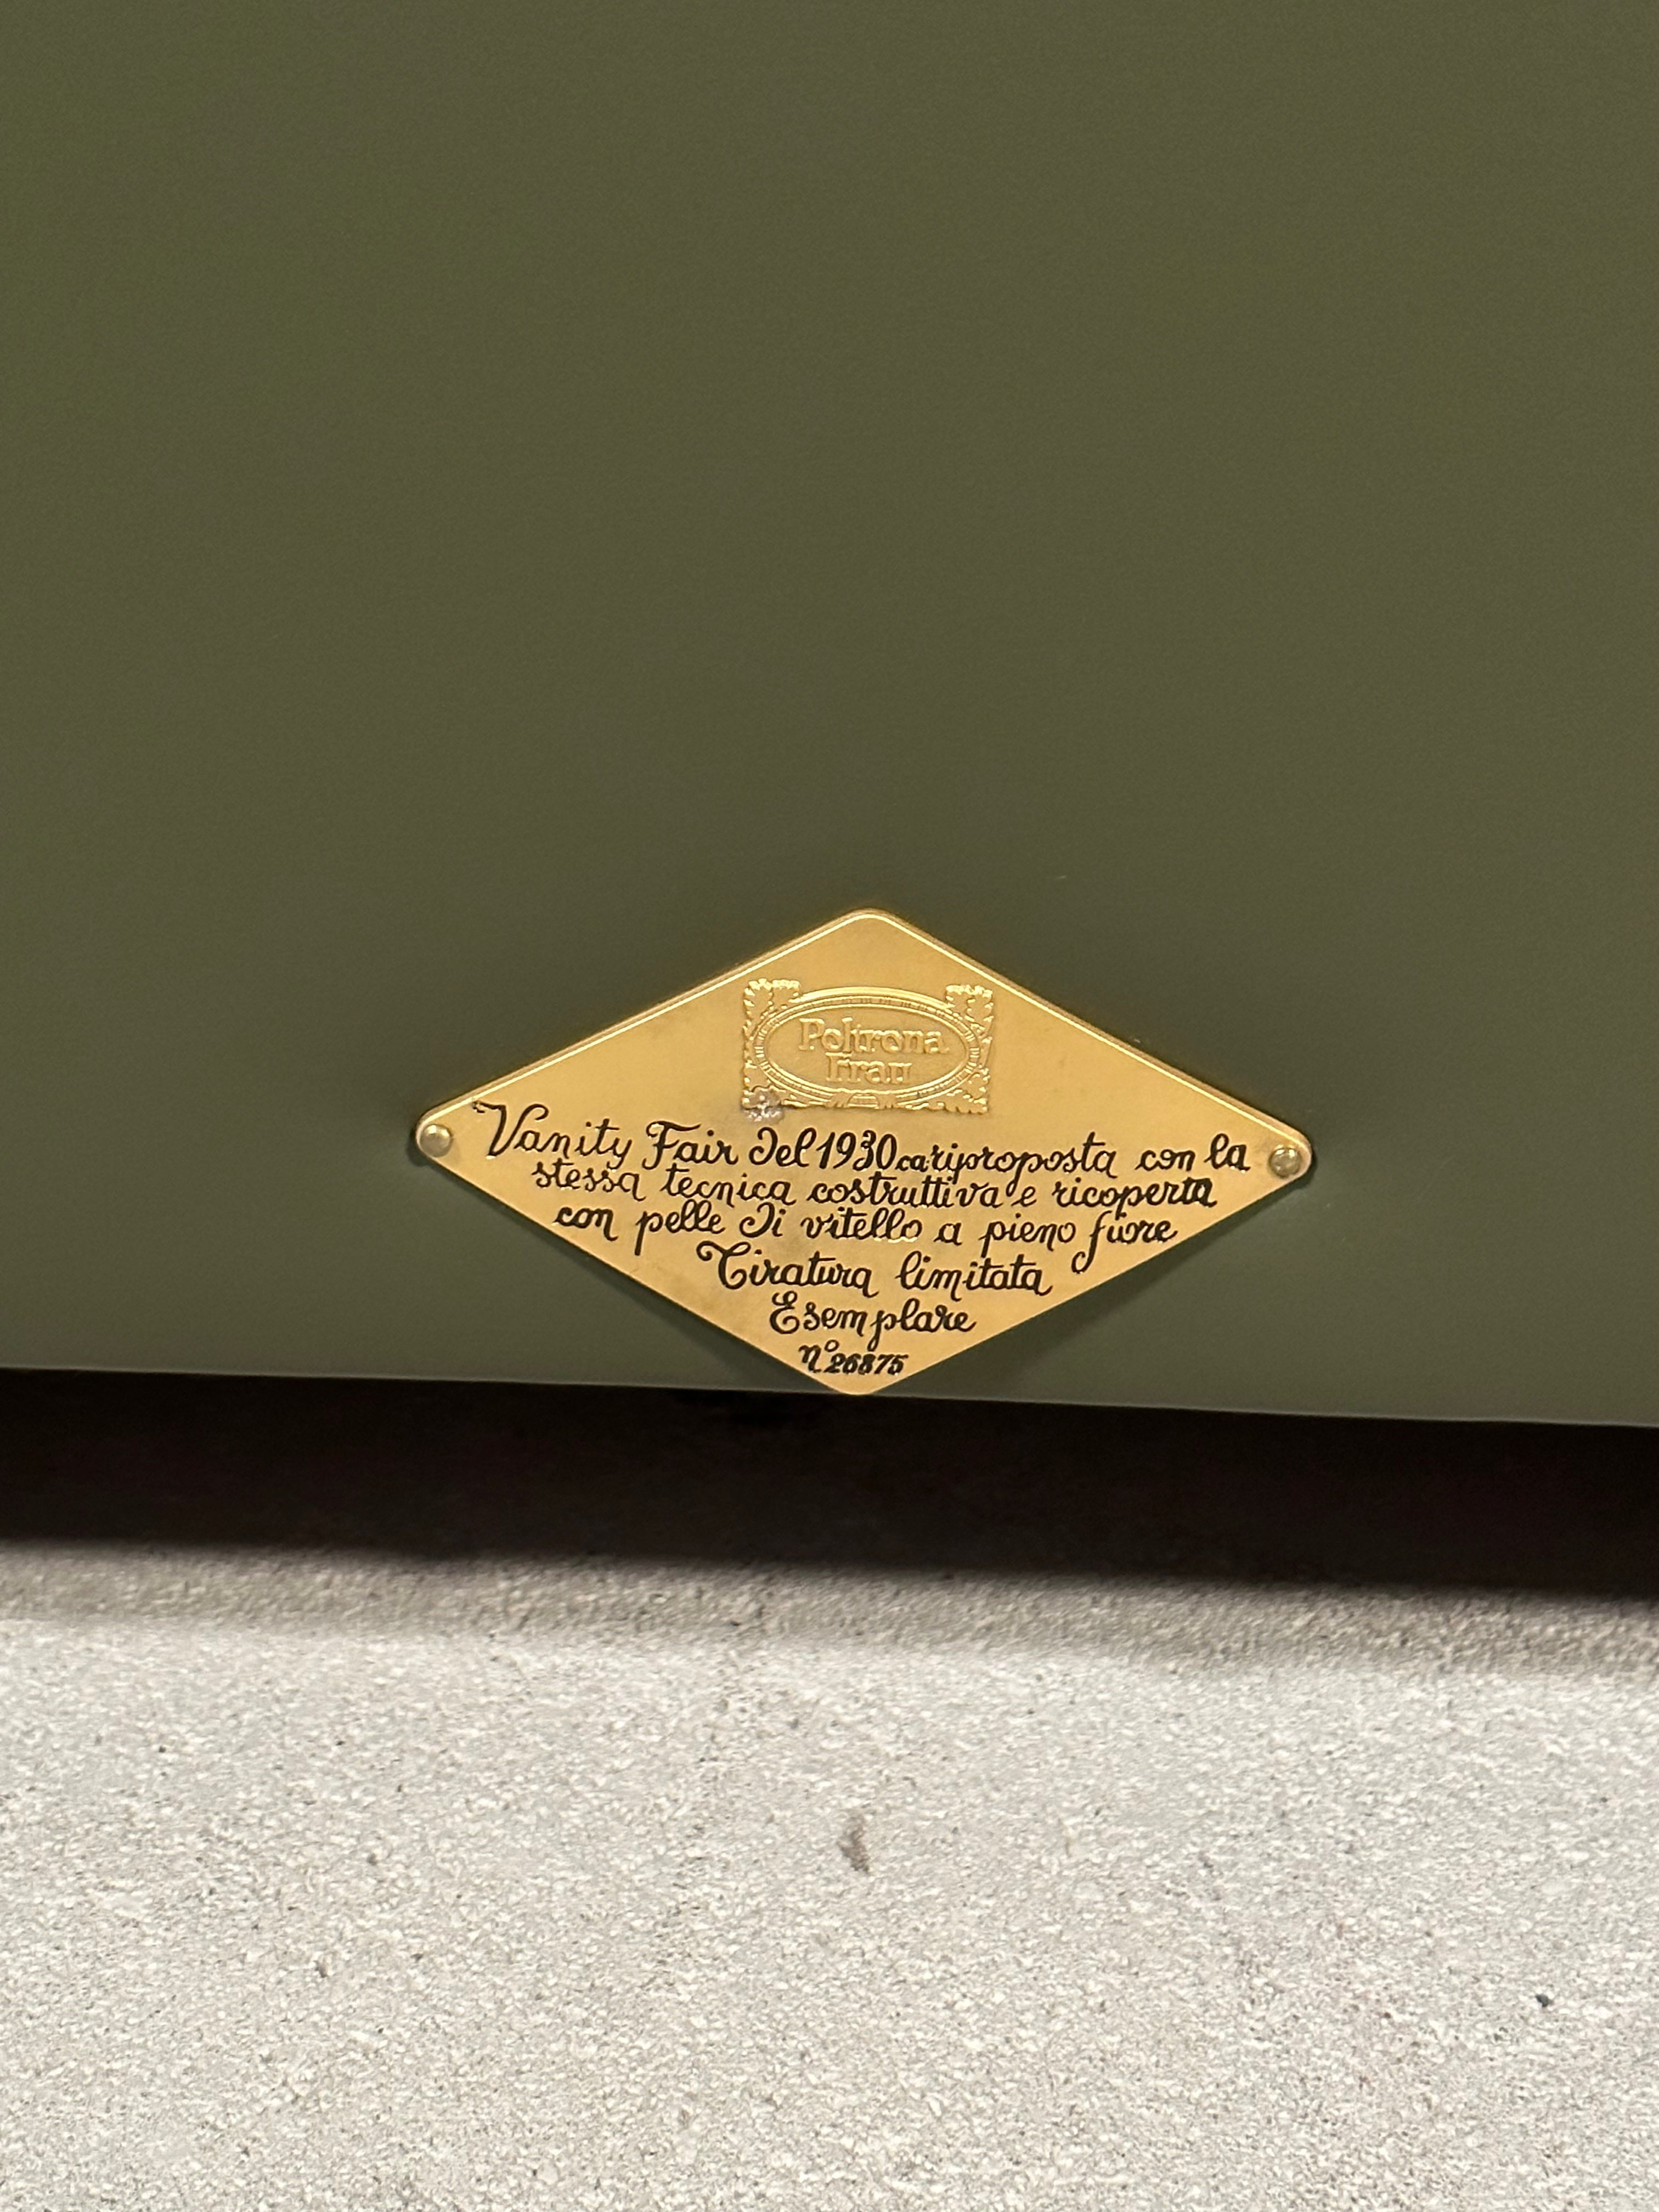 Poltrona
Frau
Vanity Fair del 1930 ca riproposta con la
stessa tecnica costruttiva e ricoperta
con pelle di vitello a pieno fiore
Tiratura limitata
Esemplare
n° 26875